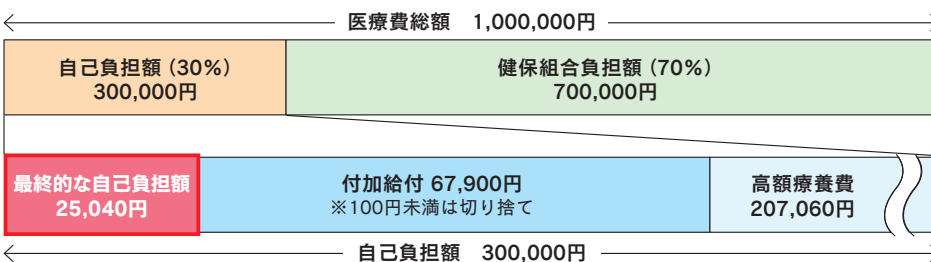 医療費総額 1,000,000円
自己負担額（30%）
300,000円
健保組合負担額（70%）
700,000円
最終的な自己負担額
25,040円
付加給付 67,900円
※100円未満は切り捨て
高額療養費
207,060円
自己負担額 300,000円